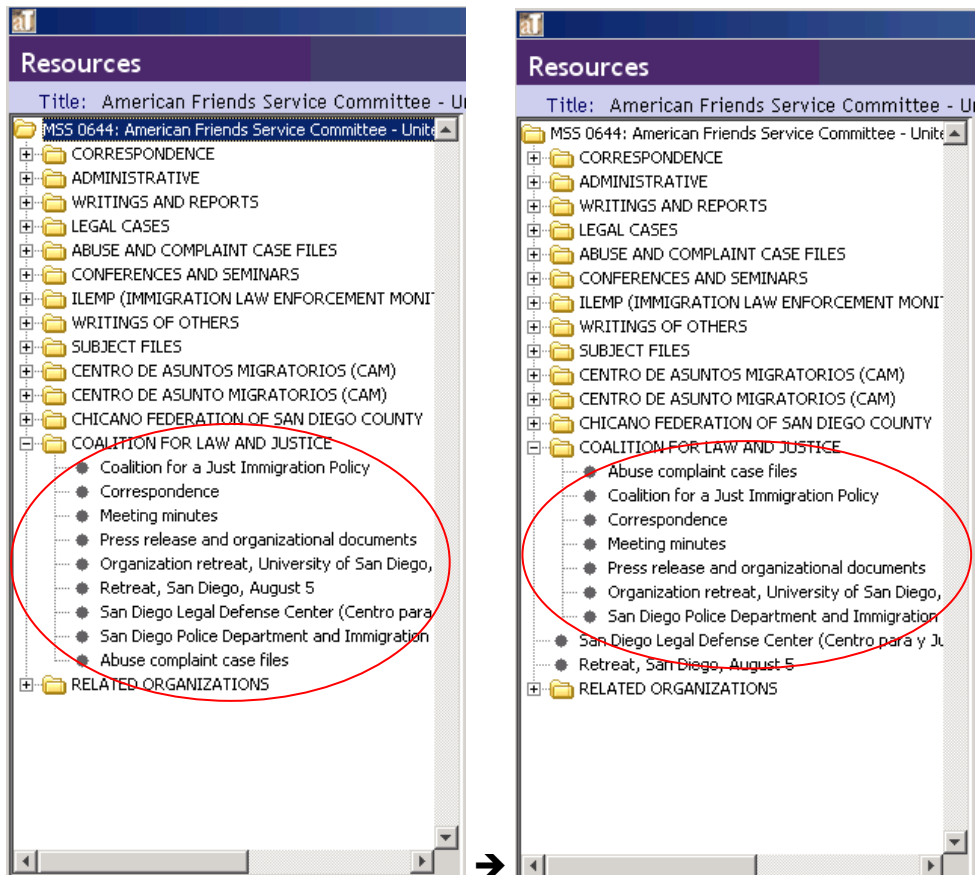 aT
Resources
Title: American Friends Service Committee - Un
MSS 0644: American Friends Service Committee - Unite
CORRESPONDENCE
ADMINISTRATIVE
WRITINGS AND REPORTS
LEGAL CASES
ABUSE AND COMPLAINT CASE FILES
CONFERENCES AND SEMINARS
ILEMP (IMMIGRATION LAW ENFORCEMENT MONIT
WRITINGS OF OTHERS
SUBJECT FILES
CENTRO DE ASUNTOS MIGRATORIOS (CAM)
CENTRO DE ASUNTO MIGRATORIOS (CAM)
CHICANO FEDERATION OF SAN DIEGO COUNTY
COALITION FOR LAW AND JUSTICE
Coalition for a Just Immigration Policy
Correspondence
Meeting minutes
Press release and organizational documents
Organization retreat, University of San Diego,
Retreat, San Diego, August 5
San Diego Legal Defense Center (Centro para
San Diego Police Department and Immigration
Abuse complaint case files
RELATED ORGANIZATIONS
aT
Resources
Title: American Friends Service Committee - Un
MSS 0644: American Friends Service Committee - Unite
CORRESPONDENCE
ADMINISTRATIVE
WRITINGS AND REPORTS
LEGAL CASES
ABUSE AND COMPLAINT CASE FILES
CONFERENCES AND SEMINARS
ILEMP (IMMIGRATION LAW ENFORCEMENT MONIT
WRITINGS OF OTHERS
SUBJECT FILES
CENTRO DE ASUNTOS MIGRATORIOS (CAM)
CENTRO DE ASUNTO MIGRATORIOS (CAM)
CHICANO FEDERATION OF SAN DIEGO COUNTY
COALITION FOR LAW AND JUSTICE
Abuse complaint case files
Coalition for a Just Immigration Policy
Correspondence
Meeting minutes
Press release and organizational documents
Organization retreat, University of San Diego,
San Diego Police Department and Immigration
San Diego Legal Defense Center (Centro para y Ju
Retreat, San Diego, August 5
RELATED ORGANIZATIONS